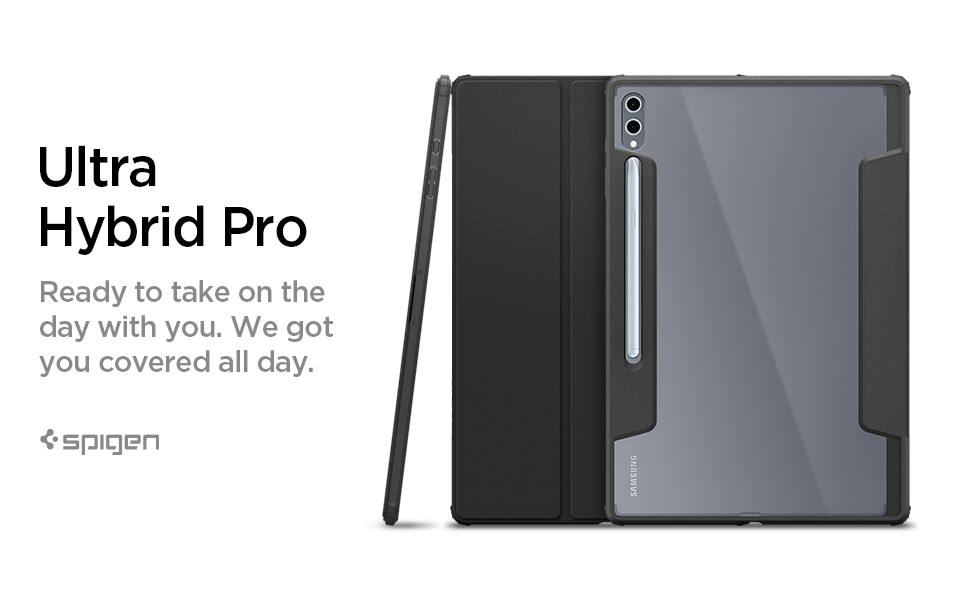 Ultra
Hybrid Pro
Ready to take on the
day with you. We got
you covered all day.
spigen
SAMSUNG